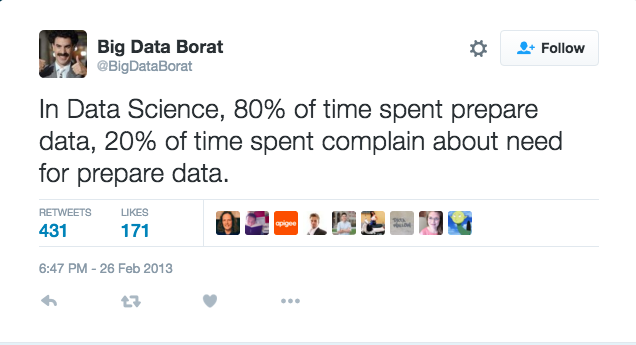 Big Data Borat
@BigDataBorat
Follow
In Data Science, 80% of time spent prepare
data, 20% of time spent complain about need
for prepare data.
RETWEETS LIKES
431 171
apigee
6:47 PM - 26 Feb 2013